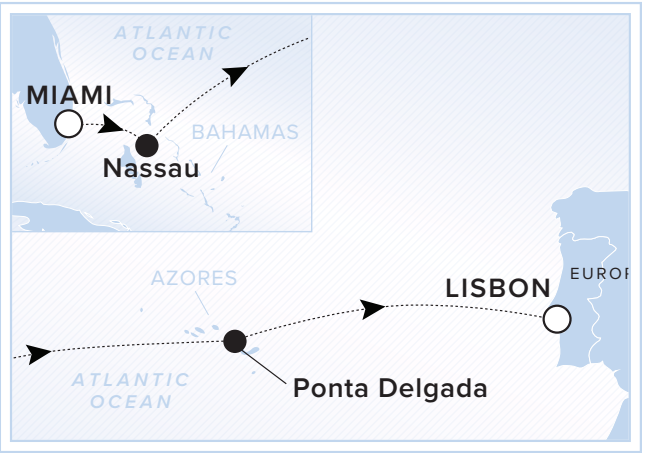 ATLANTIC
OCEAN
MIAMI
BAHAMAS
Nassau
AZORES
LISBON
EUROP
ATLANTIC
OCEAN
Ponta Delgada